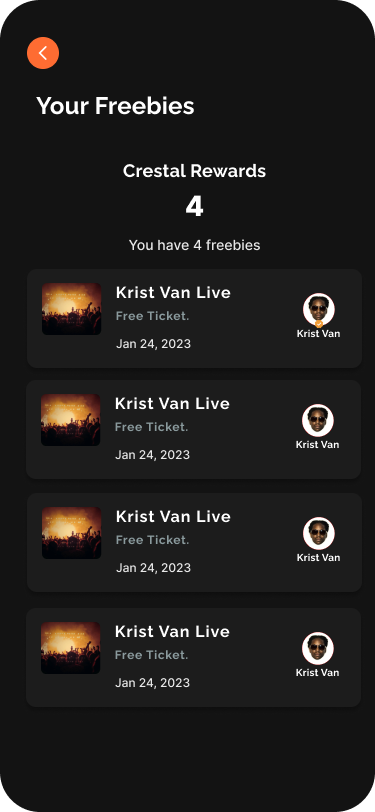 Your Freebies
Crestal Rewards
4
You have 4 freebies
Krist Van Live
Free Ticket.
Jan 24, 2023
Krist Van
Krist Van Live
Free Ticket.
Jan 24, 2023
Krist Van
Krist Van Live
Free Ticket.
Jan 24, 2023
Krist Van
Krist Van Live
Free Ticket.
Jan 24, 2023
Krist Van